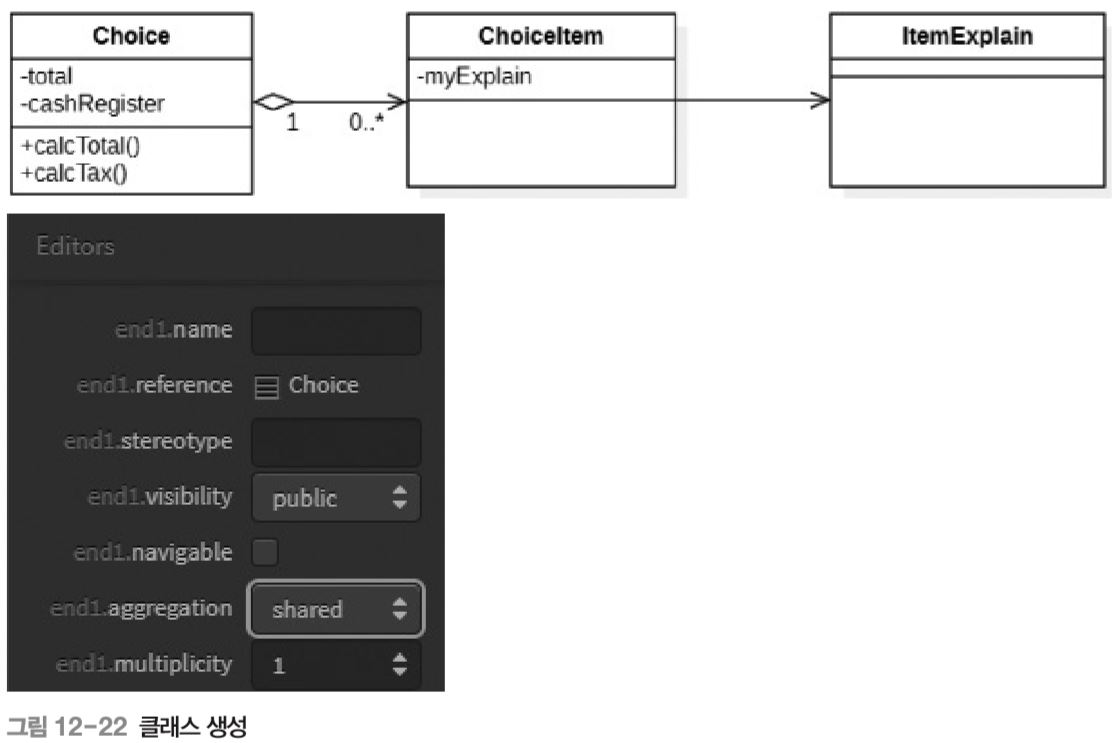 Choice
-total
-cashRegister
+calcTotal()
+calcTax()
1
0..*
ChoiceItem
-myExplain
ItemExplain
Editors
end1.name
end1.reference Choice
end1.stereotype
end1.visibility public
end1.navigable
end1.aggregation shared
end1.multiplicity 1
그림 12-22 클래스 생성